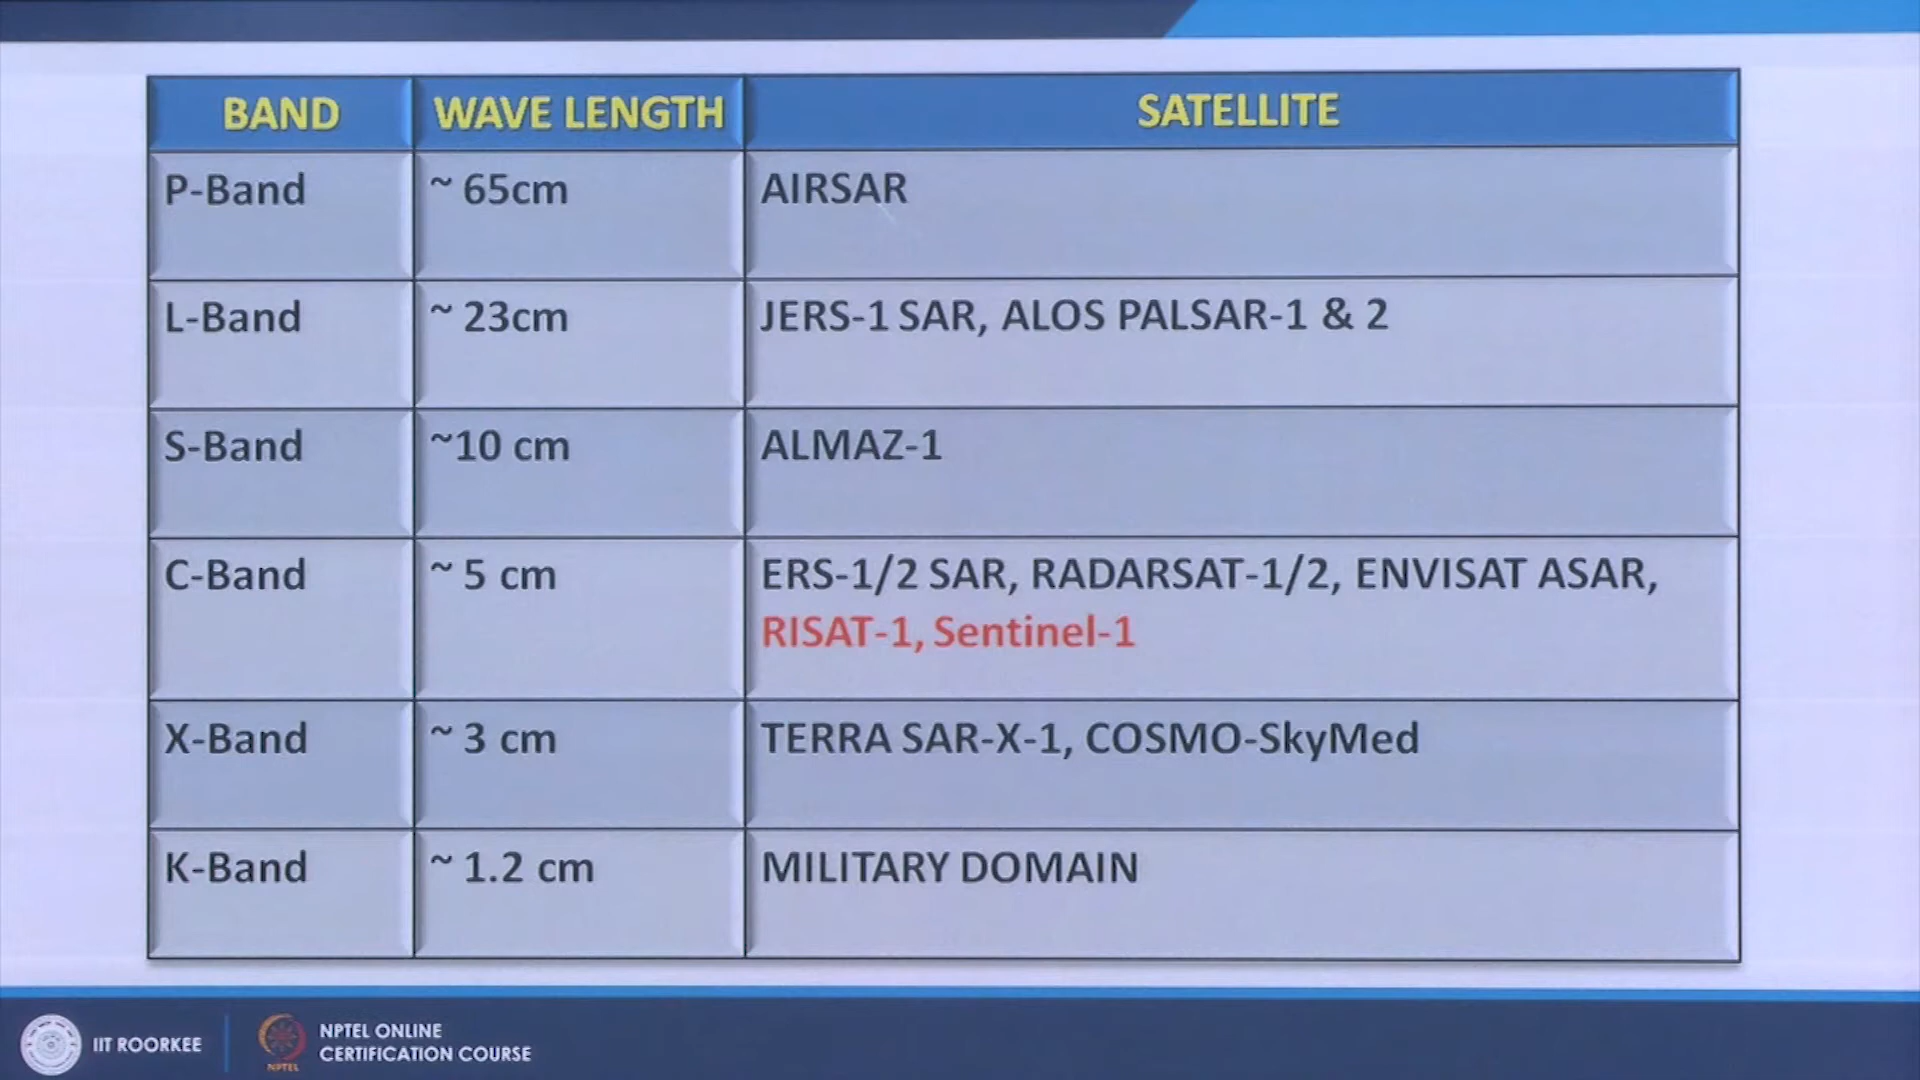 BAND WAVE LENGTH SATELLITE
P-Band ~ 65cm AIRSAR
L-Band ~ 23cm JERS-1 SAR, ALOS PALSAR-1 & 2
S-Band ~10 cm ALMAZ-1
C-Band ~ 5 cm ERS-1/2 SAR, RADARSAT-1/2, ENVISAT ASAR,
RISAT-1, Sentinel-1
X-Band ~ 3 cm TERRA SAR-X-1, COSMO-SkyMed
K-Band ~ 1.2 cm MILITARY DOMAIN
IIT ROORKEE
NPTEL ONLINE
CERTIFICATION COURSE
NPTEL